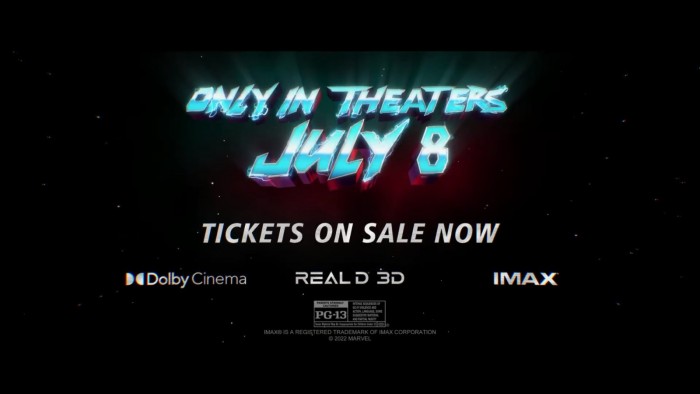 ONLY IN THEATERS
JULY 8
TICKETS ON SALE NOW
Dolby Cinema
REAL D 3D
IMAX
PG-13
IMAX® IS A REGISTERED TRADEMARK OF IMAX CORPORATION
© 2022 MARVEL